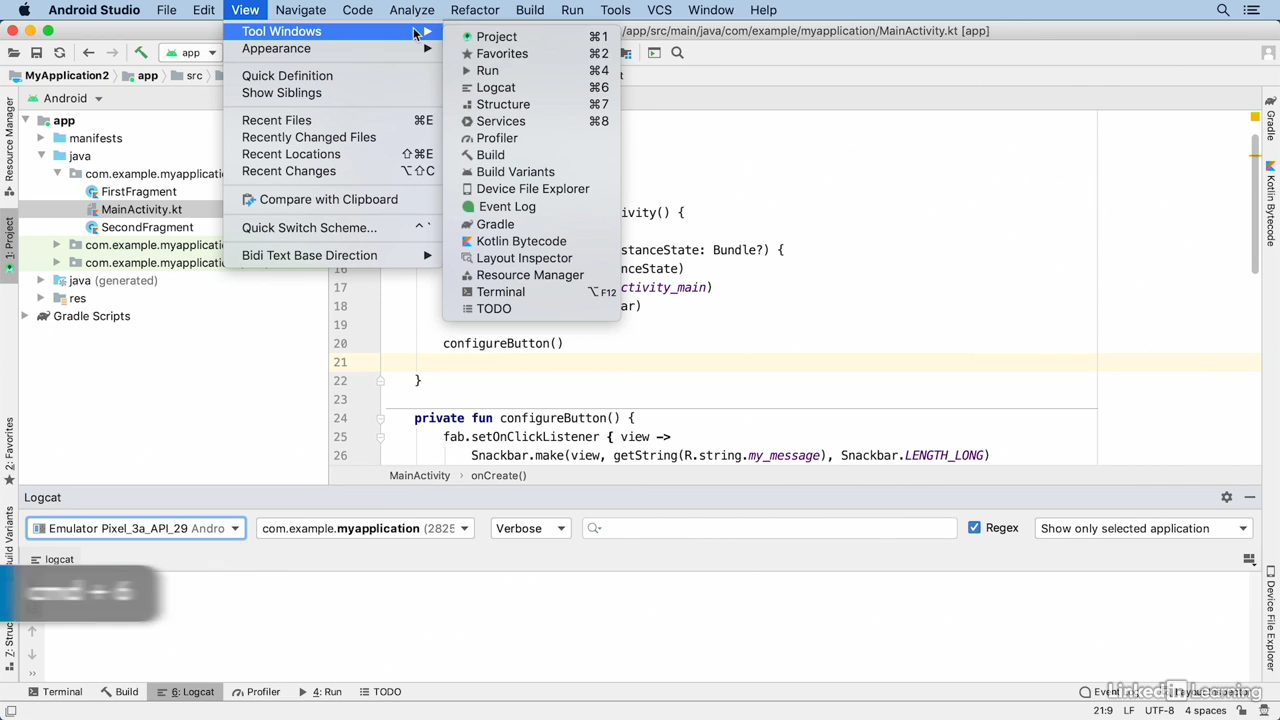 Android Studio File Edit View Navigate Code Analyze Refactor Build Run Tools VCS Window Help
/app/src/main/java/com/example/myapplication/MainActivity.kt [app]
app
MyApplication2 app src
Tool Windows
Appearance
Quick Definition
Show Siblings
Recent Files ⌘E
Recently Changed Files
Recent Locations ⇧⌘E
Recent Changes ⌥⇧C
Compare with Clipboard
Quick Switch Scheme... ^ `
Bidi Text Base Direction
Project ⌘1
Favorites ⌘2
Run ⌘4
Logcat ⌘6
Structure ⌘7
Services ⌘8
Profiler
Build
Build Variants
Device File Explorer
Event Log
Gradle
Kotlin Bytecode
Layout Inspector
Resource Manager
Terminal ⌥F12
TODO
Resource Manager
1: Project
2: Favorites
Build Variants
Android
app
manifests
java
com.example.myapplicatio
FirstFragment
MainActivity.kt
SecondFragment
com.example.myapplicatio
com.example.myapplicatio
java (generated)
res
Gradle Scripts
tivity() {
stanceState: Bundle?) {
16 nceState)
17 ctivity_main)
18 ar)
19
20 configureButton()
21
22 }
23
24 private fun configureButton() {
25 fab.setOnClickListener { view ->
26 Snackbar.make(view, getString(R.string.my_message), Snackbar.LENGTH_LONG)
MainActivity › onCreate()
Gradle
Kotlin Bytecode
Device File Explorer
Logcat
Emulator Pixel_3a_API_29 Andro com.example.myapplication (2825 Verbose Regex Show only selected application
logcat
cmd + 6
Terminal Build 6: Logcat Profiler 4: Run TODO
LinkedIn Learning
21:9 LF UTF-8 4 spaces